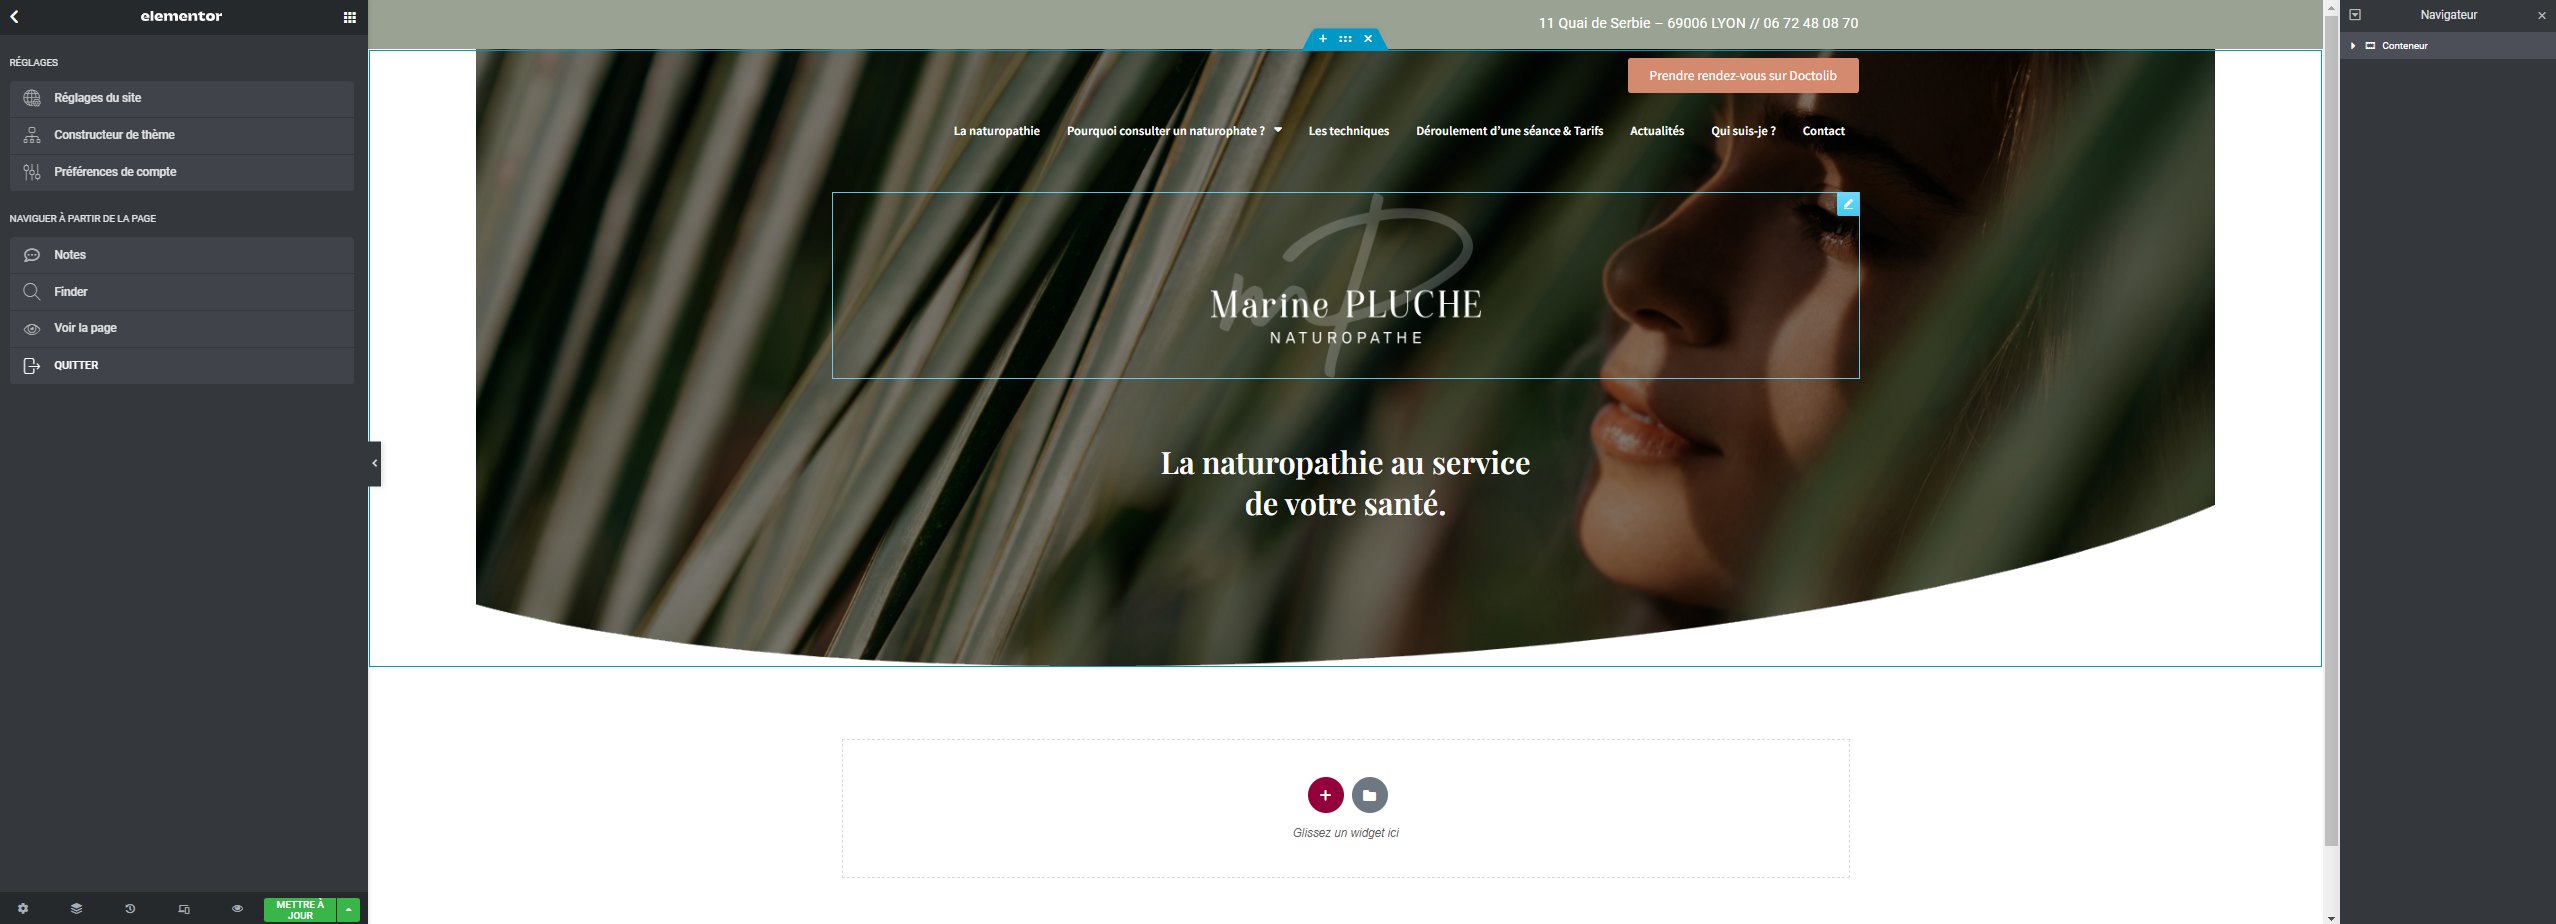 elementor
RÉGLAGES
Réglages du site
Constructeur de thème
Préférences de compte
NAVIGUER À PARTIR DE LA PAGE
Notes
Finder
Voir la page
QUITTER
METTRE À
JOUR
11 Quai de Serbie – 69006 LYON // 06 72 48 08 70
Prendre rendez-vous sur Doctolib
La naturopathie Pourquoi consulter un naturophate ? Les techniques Déroulement d'une séance & Tarifs Actualités Qui suis-je ? Contact
mP
Marine PLUCHE
NATUROPATHE
La naturopathie au service
de votre santé.
Glissez un widget ici
Navigateur
Conteneur